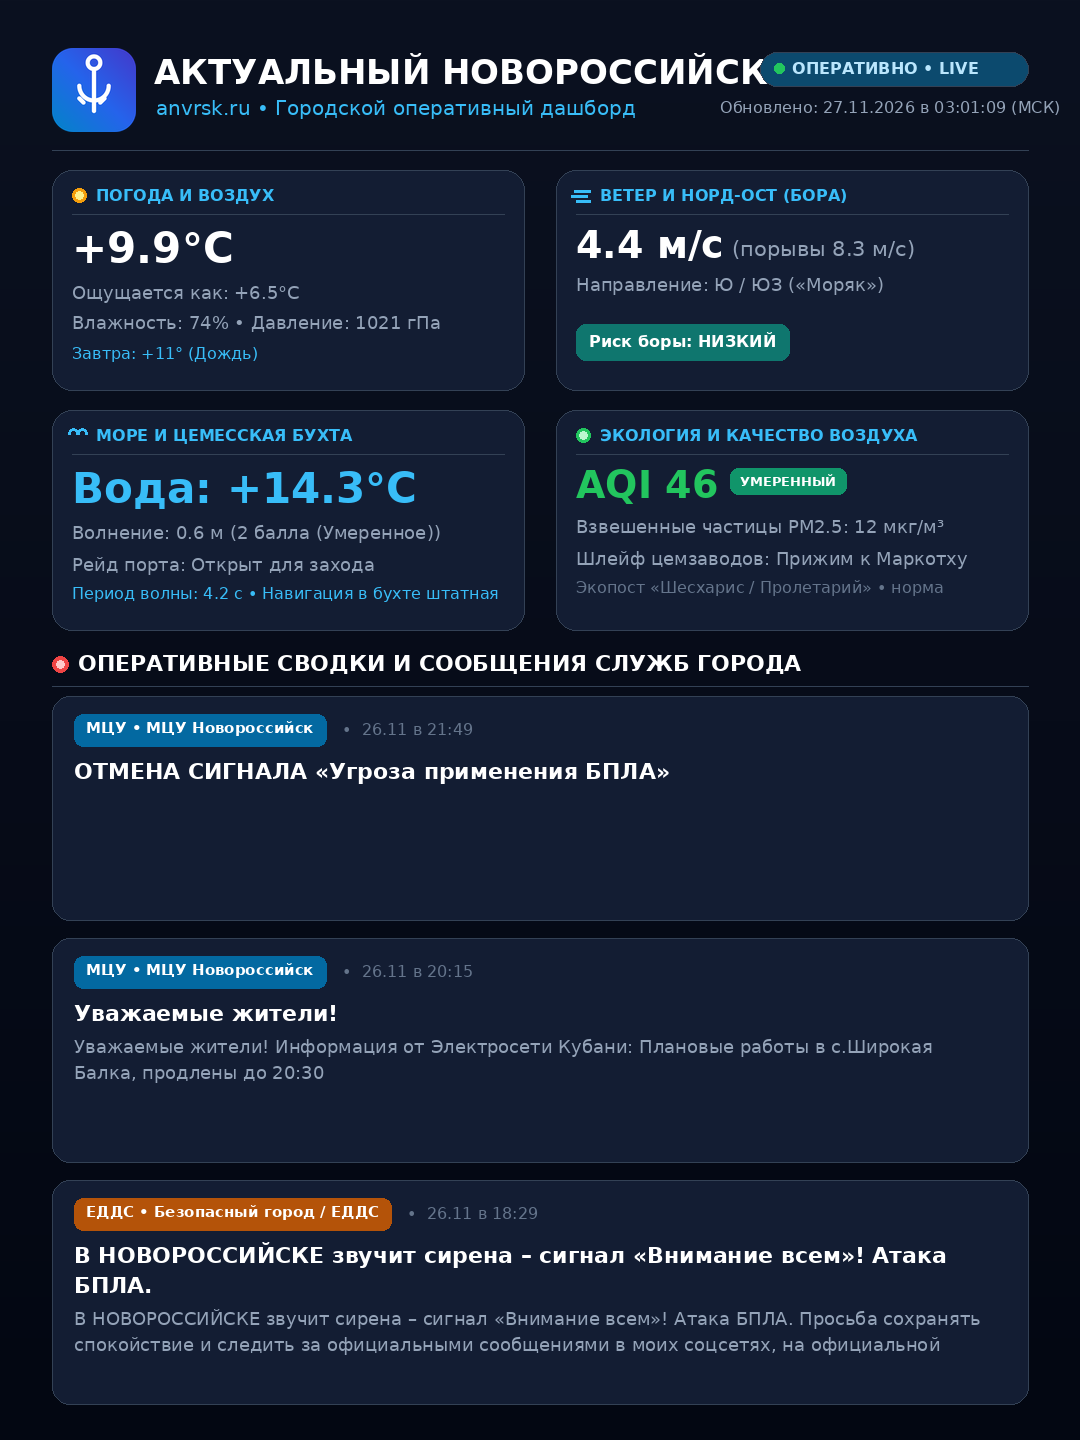 АКТУАЛЬНЫЙ НОВОРОССИЙСК
ОПЕРАТИВНО • LIVE
anvrsk.ru • Городской оперативный дашборд
Обновлено: 27.11.2026 в 03:01:09 (МСК)
ПОГОДА И ВОЗДУХ
+9.9°C
Ощущается как: +6.5°C
Влажность: 74% • Давление: 1021 гПа
Завтра: +11° (Дождь)
ВЕТЕР И НОРД-ОСТ (БОРА)
4.4 м/с (порывы 8.3 м/с)
Направление: Ю / ЮЗ («Моряк»)
Риск боры: НИЗКИЙ
МОРЕ И ЦЕМЕССКАЯ БУХТА
Вода: +14.3°C
Волнение: 0.6 м (2 балла (Умеренное))
Рейд порта: Открыт для захода
Период волны: 4.2 с • Навигация в бухте штатная
ЭКОЛОГИЯ И КАЧЕСТВО ВОЗДУХА
AQI 46 УМЕРЕННЫЙ
Взвешенные частицы PM2.5: 12 мкг/м³
Шлейф цемзаводов: Прижим к Маркотху
Экопост «Шесхарис / Пролетарий» • норма
ОПЕРАТИВНЫЕ СВОДКИ И СООБЩЕНИЯ СЛУЖБ ГОРОДА
МЦУ • МЦУ Новороссийск • 26.11 в 21:49
ОТМЕНА СИГНАЛА «Угроза применения БПЛА»
МЦУ • МЦУ Новороссийск • 26.11 в 20:15
Уважаемые жители!
Уважаемые жители! Информация от Электросети Кубани: Плановые работы в с.Широкая
Балка, продлены до 20:30
ЕДДС • Безопасный город / ЕДДС • 26.11 в 18:29
В НОВОРОССИЙСКЕ звучит сирена – сигнал «Внимание всем»! Атака
БПЛА.
В НОВОРОССИЙСКЕ звучит сирена – сигнал «Внимание всем»! Атака БПЛА. Просьба сохранять
спокойствие и следить за официальными сообщениями в моих соцсетях, на официальной